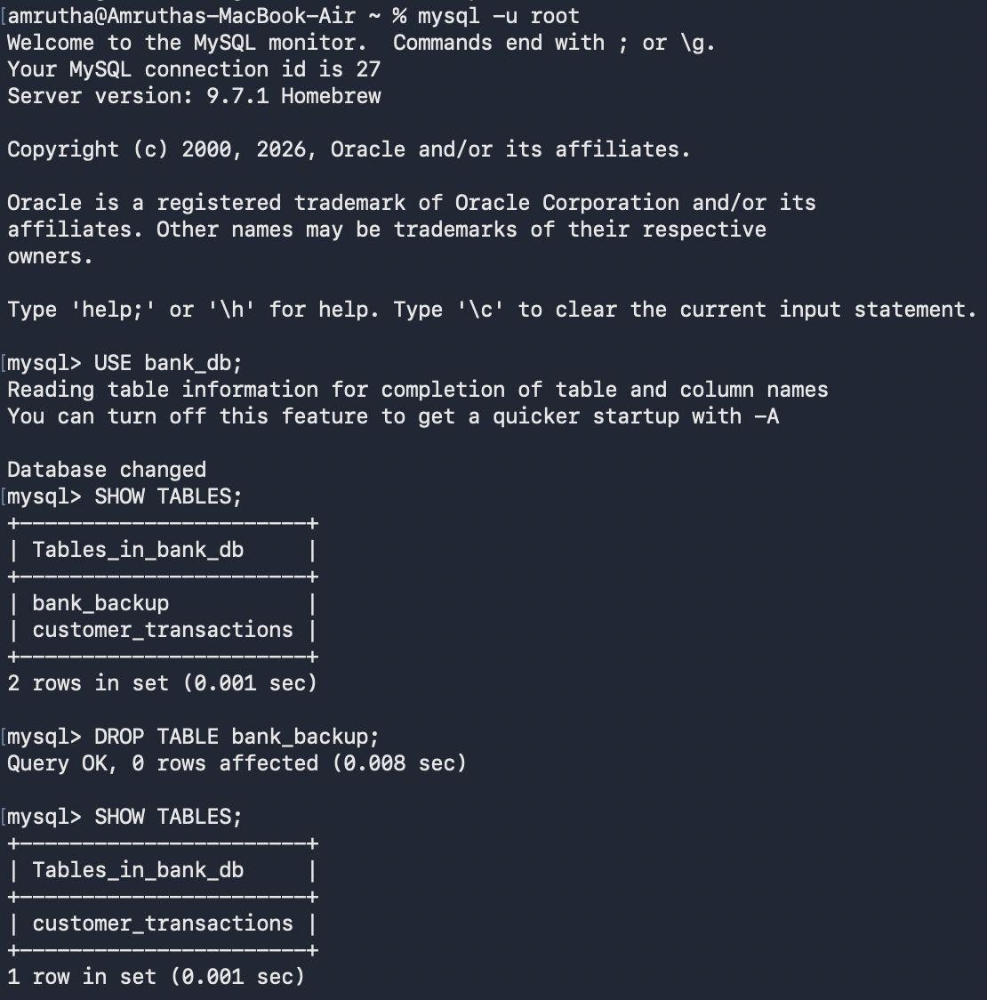 [amrutha@Amruthas-MacBook-Air ~ % mysql -u root
Welcome to the MySQL monitor.  Commands end with ; or \g.
Your MySQL connection id is 27
Server version: 9.7.1 Homebrew

Copyright (c) 2000, 2026, Oracle and/or its affiliates.

Oracle is a registered trademark of Oracle Corporation and/or its
affiliates. Other names may be trademarks of their respective
owners.

Type 'help;' or '\h' for help. Type '\c' to clear the current input statement.

[mysql> USE bank_db;
Reading table information for completion of table and column names
You can turn off this feature to get a quicker startup with -A

Database changed
[mysql> SHOW TABLES;
+-----------------------+
| Tables_in_bank_db     |
+-----------------------+
| bank_backup           |
| customer_transactions |
+-----------------------+
2 rows in set (0.001 sec)

[mysql> DROP TABLE bank_backup;
Query OK, 0 rows affected (0.008 sec)

[mysql> SHOW TABLES;
+-----------------------+
| Tables_in_bank_db     |
+-----------------------+
| customer_transactions |
+-----------------------+
1 row in set (0.001 sec)